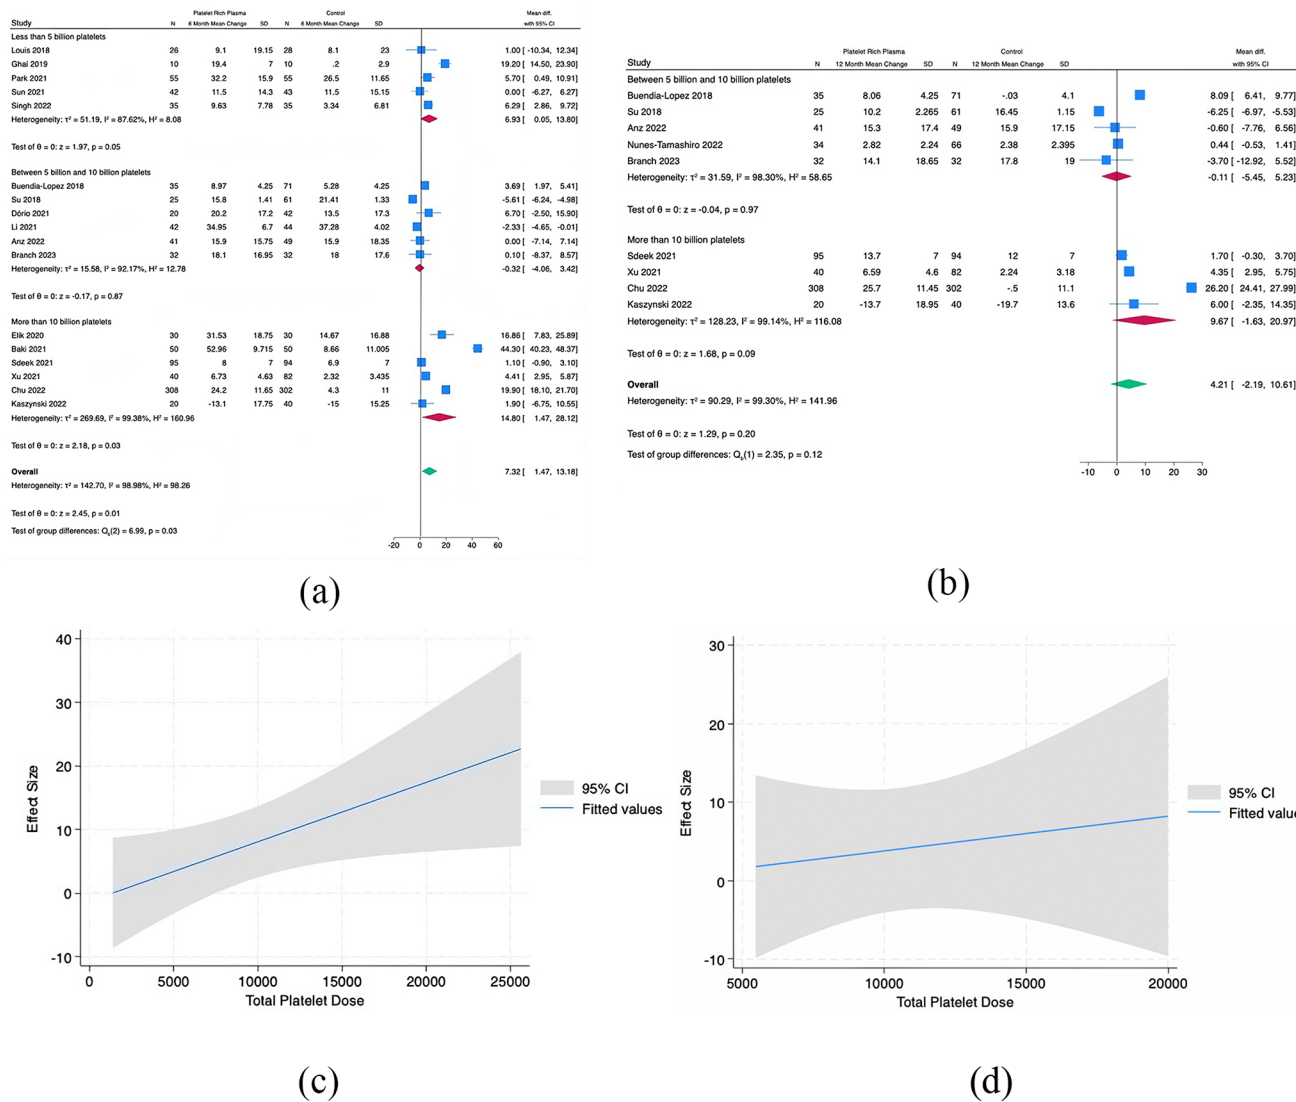 Platelet Rich Plasma Control Mean diff.
Study N 6 Month Mean Change SD N 6 Month Mean Change SD with 95% CI
Less than 5 billion platelets
Louis 2018 26 9.1 19.15 28 8.1 23 1.00 [ -10.34, 12.34]
Ghai 2019 10 19.4 7 10 .2 2.9 19.20 [ 14.50, 23.90]
Park 2021 55 32.2 15.9 55 26.5 11.65 5.70 [ 0.49, 10.91]
Sun 2021 42 11.5 14.3 43 11.5 15.15 0.00 [ -6.27, 6.27]
Singh 2022 35 9.63 7.78 35 3.34 6.81 6.29 [ 2.86, 9.72]
Heterogeneity: τ² = 51.19, I² = 87.62%, H² = 8.08 6.93 [ 0.05, 13.80]
Test of θ = 0: z = 1.97, p = 0.05
Between 5 billion and 10 billion platelets
Buendia-Lopez 2018 35 8.97 4.25 71 5.28 4.25 3.69 [ 1.97, 5.41]
Su 2018 25 15.8 1.41 61 21.41 1.33 -5.61 [ -6.24, -4.98]
Dório 2021 20 20.2 17.2 42 13.5 17.3 6.70 [ -2.50, 15.90]
Li 2021 42 34.95 6.7 44 37.28 4.02 -2.33 [ -4.65, -0.01]
Anz 2022 41 15.9 15.75 49 15.9 18.35 0.00 [ -7.14, 7.14]
Branch 2023 32 18.1 16.95 32 18 17.6 0.10 [ -8.37, 8.57]
Heterogeneity: τ² = 15.58, I² = 92.17%, H² = 12.78 -0.32 [ -4.06, 3.42]
Test of θ = 0: z = -0.17, p = 0.87
More than 10 billion platelets
Elik 2020 30 31.53 18.75 30 14.67 16.88 16.86 [ 7.83, 25.89]
Baki 2021 50 52.96 9.715 50 8.66 11.005 44.30 [ 40.23, 48.37]
Sdeek 2021 95 8 7 94 6.9 7 1.10 [ -0.90, 3.10]
Xu 2021 40 6.73 4.63 82 2.32 3.435 4.41 [ 2.95, 5.87]
Chu 2022 308 24.2 11.65 302 4.3 11 19.90 [ 18.10, 21.70]
Kaszynski 2022 20 -13.1 17.75 40 -15 15.25 1.90 [ -6.75, 10.55]
Heterogeneity: τ² = 269.69, I² = 99.38%, H² = 160.96 14.80 [ 1.47, 28.12]
Test of θ = 0: z = 2.18, p = 0.03
Overall 7.32 [ 1.47, 13.18]
Heterogeneity: τ² = 142.70, I² = 98.98%, H² = 98.26
Test of θ = 0: z = 2.45, p = 0.01
Test of group differences: Q_b(2) = 6.99, p = 0.03
-20 0 20 40 60
(a)
Platelet Rich Plasma Control Mean diff.
Study N 12 Month Mean Change SD N 12 Month Mean Change SD with 95% CI
Between 5 billion and 10 billion platelets
Buendia-Lopez 2018 35 8.06 4.25 71 -.03 4.1 8.09 [ 6.41, 9.77]
Su 2018 25 10.2 2.265 61 16.45 1.15 -6.25 [ -6.97, -5.53]
Anz 2022 41 15.3 17.4 49 15.9 17.15 -0.60 [ -7.76, 6.56]
Nunes-Tamashiro 2022 34 2.82 2.24 66 2.38 2.395 0.44 [ -0.53, 1.41]
Branch 2023 32 14.1 18.65 32 17.8 19 -3.70 [ -12.92, 5.52]
Heterogeneity: τ² = 31.59, I² = 98.30%, H² = 58.65 -0.11 [ -5.45, 5.23]
Test of θ = 0: z = -0.04, p = 0.97
More than 10 billion platelets
Sdeek 2021 95 13.7 7 94 12 7 1.70 [ -0.30, 3.70]
Xu 2021 40 6.59 4.6 82 2.24 3.18 4.35 [ 2.95, 5.75]
Chu 2022 308 25.7 11.45 302 -.5 11.1 26.20 [ 24.41, 27.99]
Kaszynski 2022 20 -13.7 18.95 40 -19.7 13.6 6.00 [ -2.35, 14.35]
Heterogeneity: τ² = 128.23, I² = 99.14%, H² = 116.08 9.67 [ -1.63, 20.97]
Test of θ = 0: z = 1.68, p = 0.09
Overall 4.21 [ -2.19, 10.61]
Heterogeneity: τ² = 90.29, I² = 99.30%, H² = 141.96
Test of θ = 0: z = 1.29, p = 0.20
Test of group differences: Q_b(1) = 2.35, p = 0.12
-10 0 10 20 30
(b)
40
30
20
10
0
-10
Effect Size
0 5000 10000 15000 20000 25000
Total Platelet Dose
95% CI
Fitted values
(c)
30
20
10
0
-10
Effect Size
5000 10000 15000 20000
Total Platelet Dose
95% CI
Fitted value
(d)